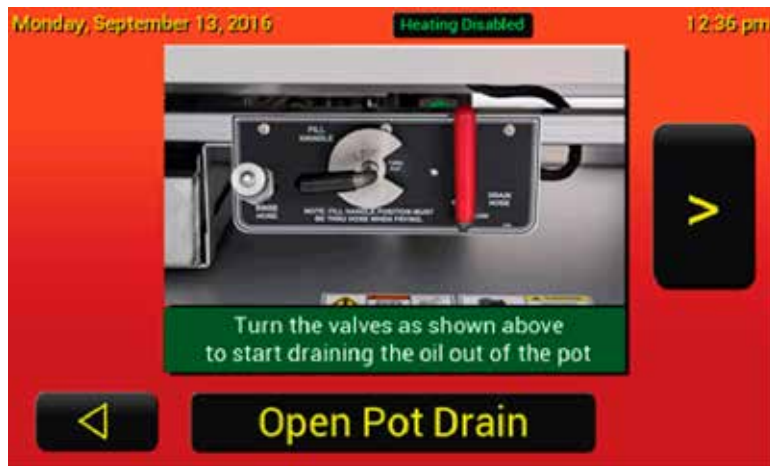 Monday, September 13, 2016
Heating Disabled
12:36 pm
FILL
HANDLE
RINSE
HOSE
DRAIN
HOSE
NOTE: FILL HANDLE POSITION MUST
BE THRU HOSE WHEN FRYING.
>
Turn the valves as shown above
to start draining the oil out of the pot
Open Pot Drain